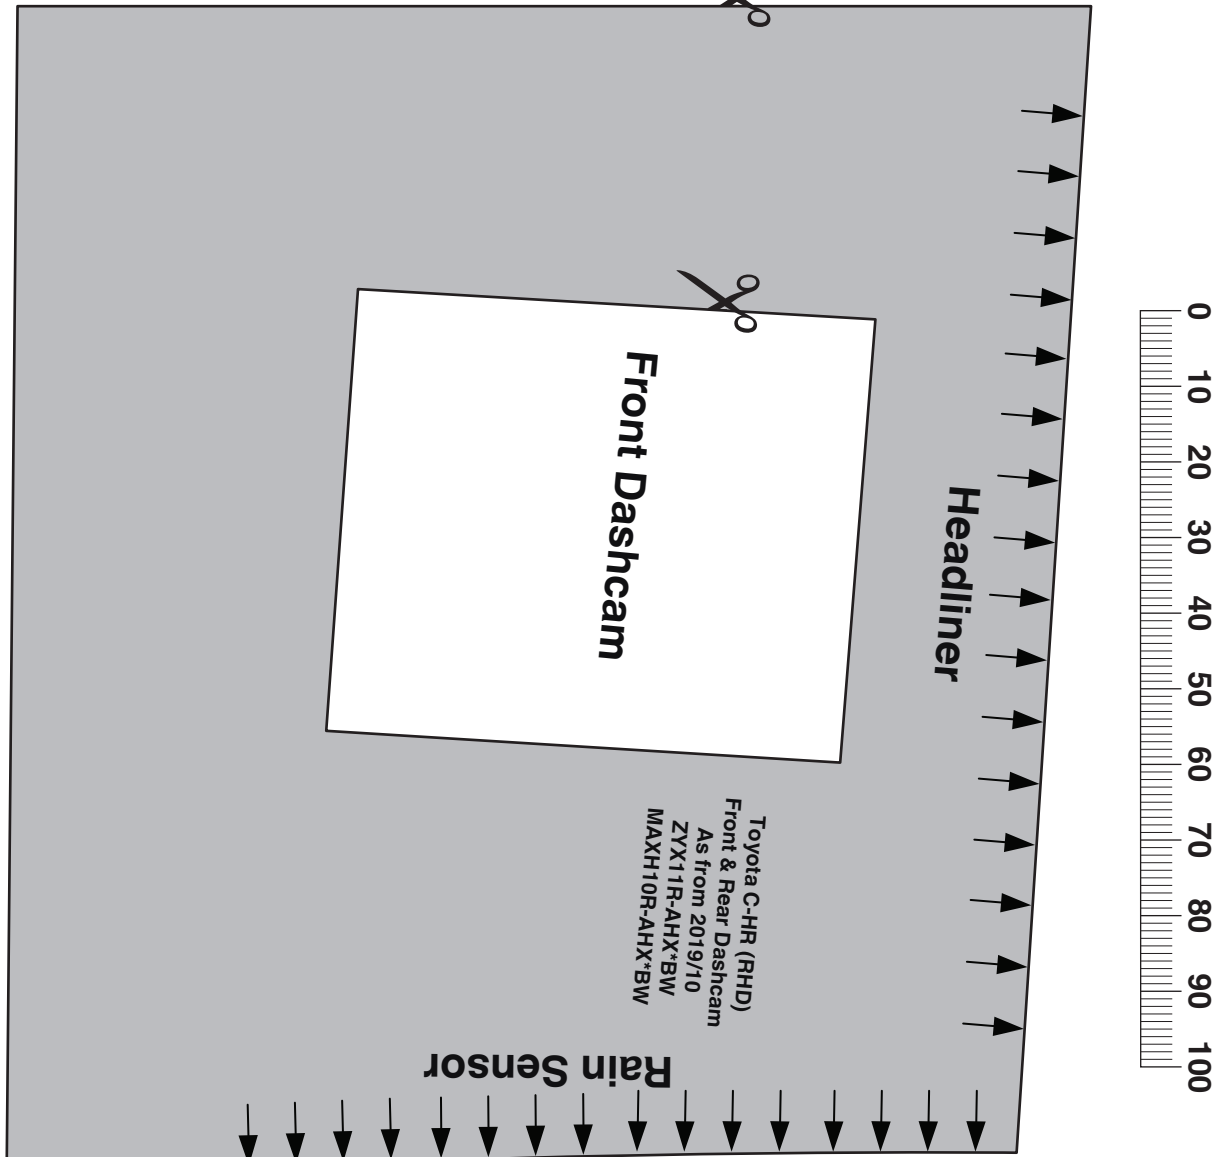 Front Dashcam
Headliner
Toyota C-HR (RHD)
Front & Rear Dashcam
As from 2019/10
ZYX11R-AHX*BW
MAXH10R-AHX*BW
Rain Sensor
0 10 20 30 40 50 60 70 80 90 100